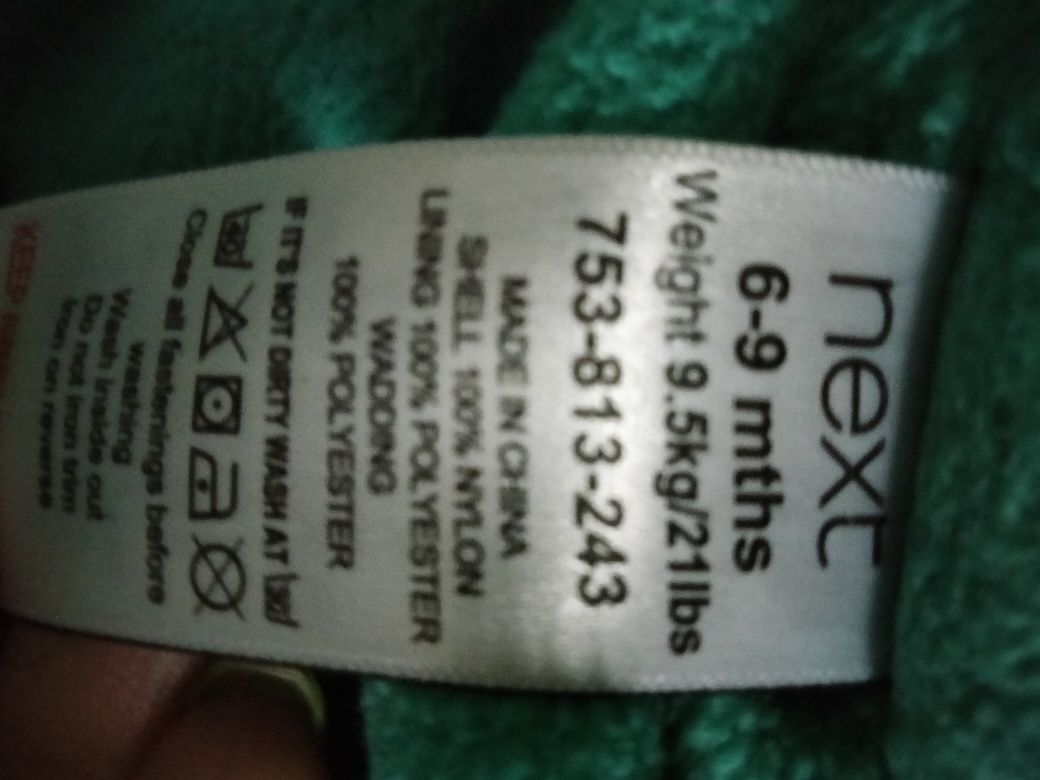 next
6-9 mths
Weight 9.5kg/21lbs
753-813-243
MADE IN CHINA
SHELL 100% NYLON
LINING 100% POLYESTER
WADDING
100% POLYESTER
IF IT'S NOT DIRTY WASH AT
Close all fastenings before
washing
Wash inside out
Do not iron trim
Iron on reverse
KEEP